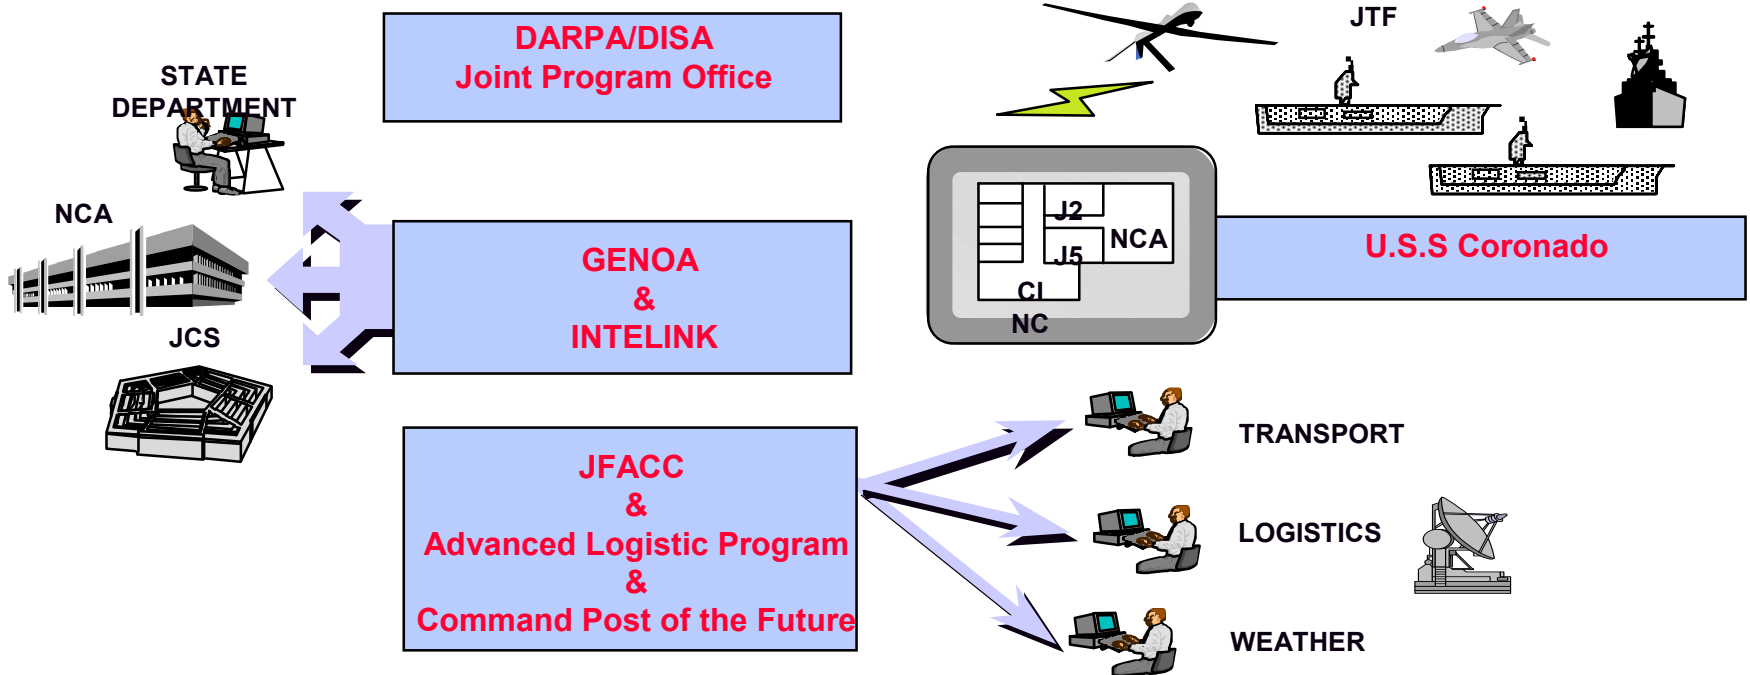 DARPA/DISA
Joint Program Office
JTF
STATE
DEPARTMENT
NCA
GENOA
&
INTELINK
JCS
J2
NCA
J5
CI
NC
U.S.S Coronado
JFACC
&
Advanced Logistic Program
&
Command Post of the Future
TRANSPORT
LOGISTICS
WEATHER